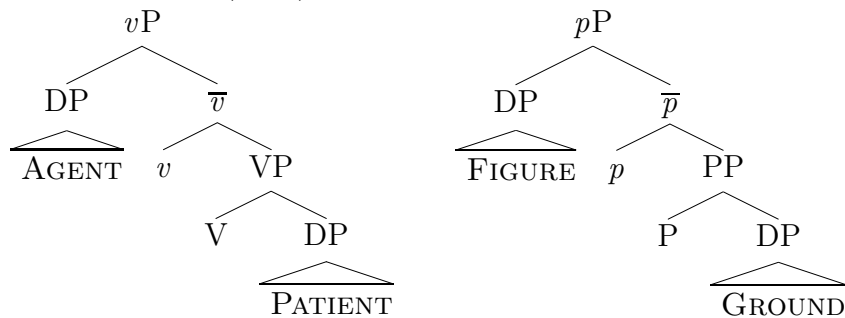 vP pP
DP v̅ DP p̅
AGENT v VP FIGURE p PP
V DP P DP
PATIENT GROUND